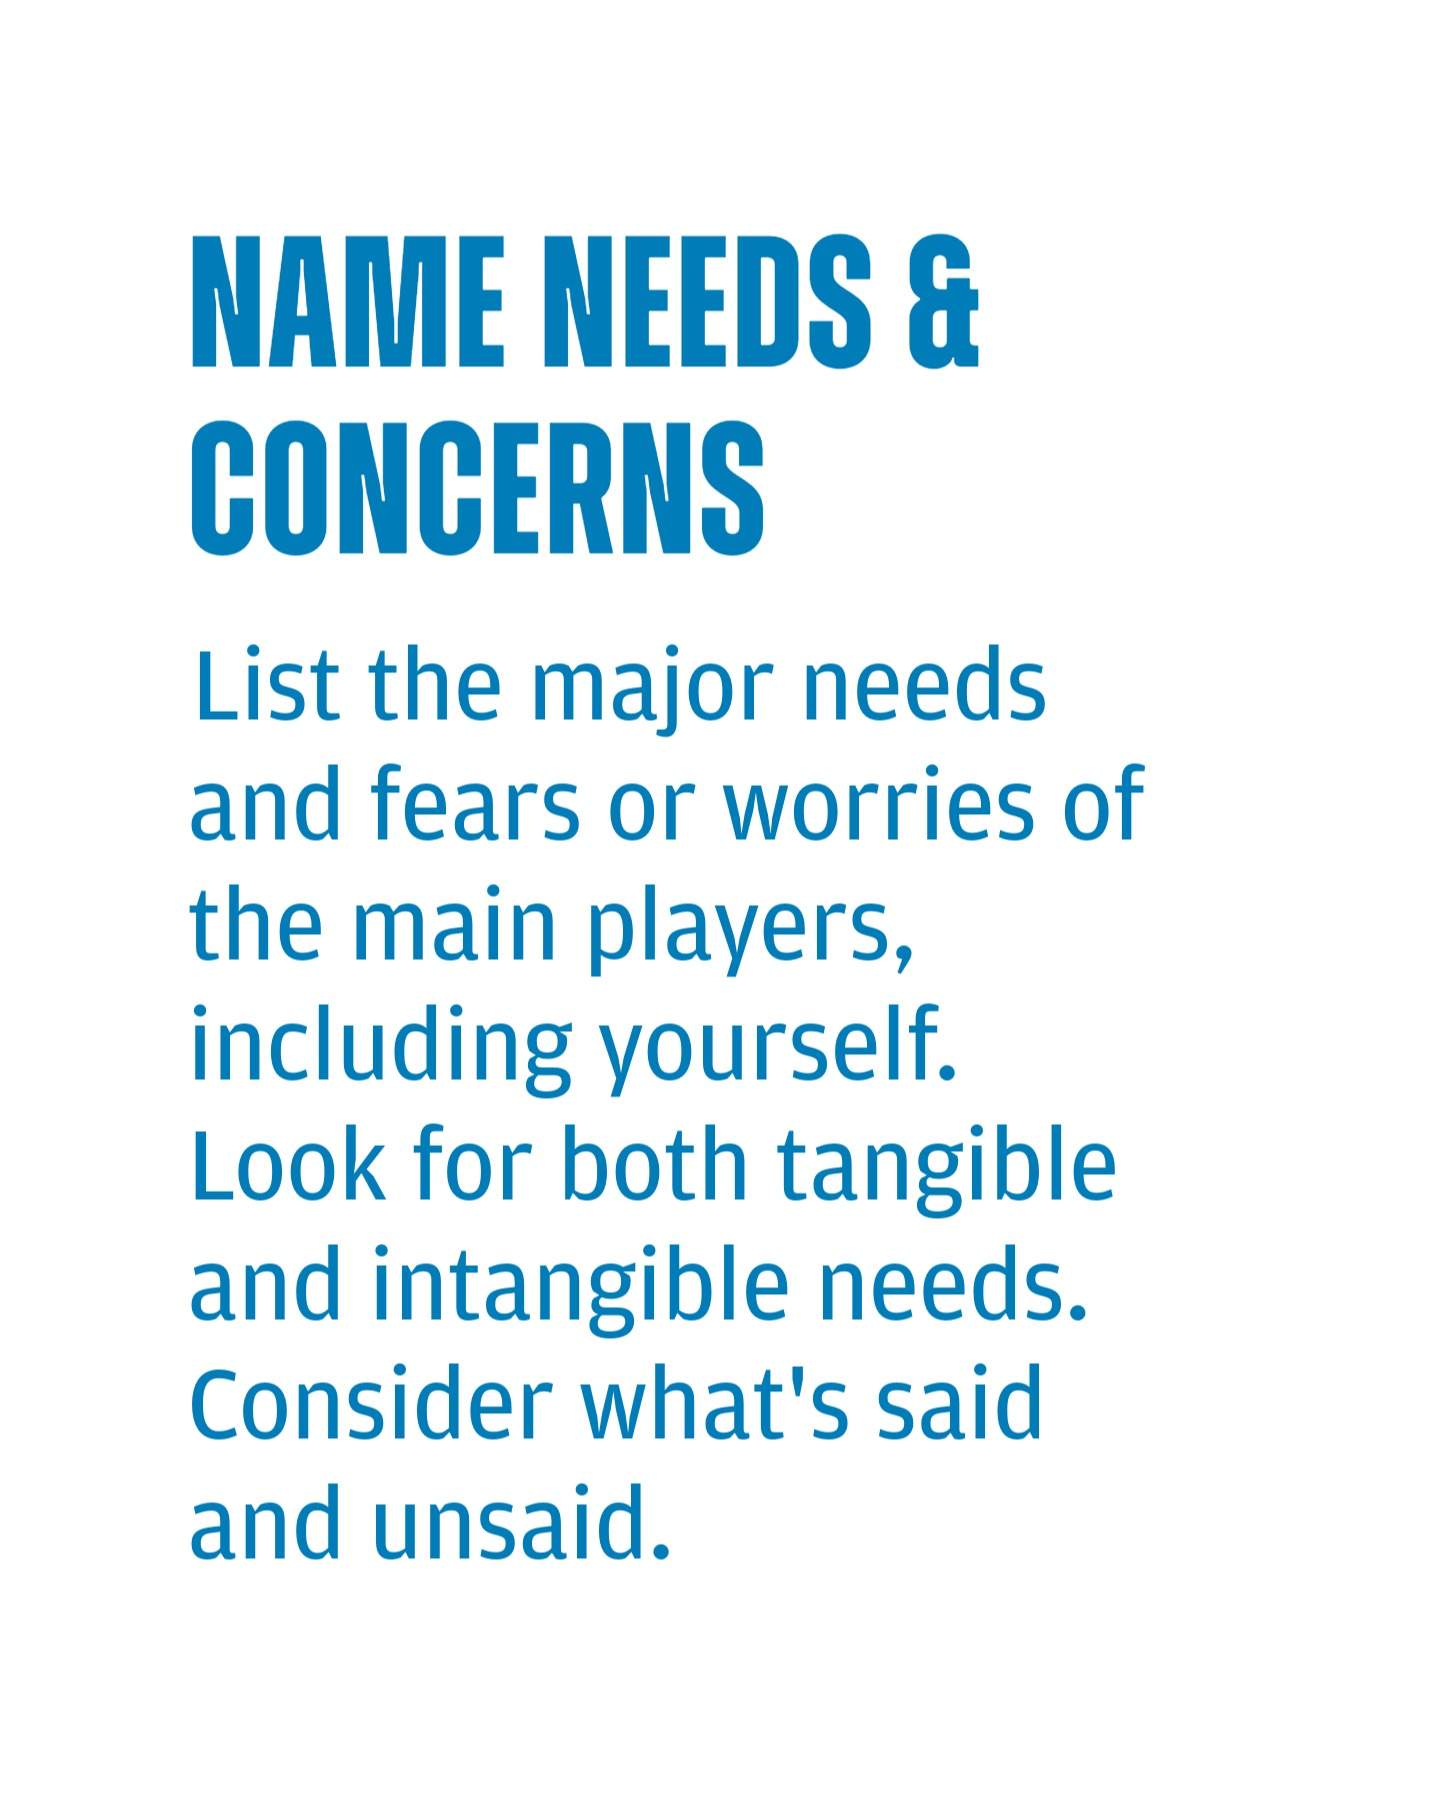 NAME NEEDS &
CONCERNS
List the major needs
and fears or worries of
the main players,
including yourself.
Look for both tangible
and intangible needs.
Consider what's said
and unsaid.